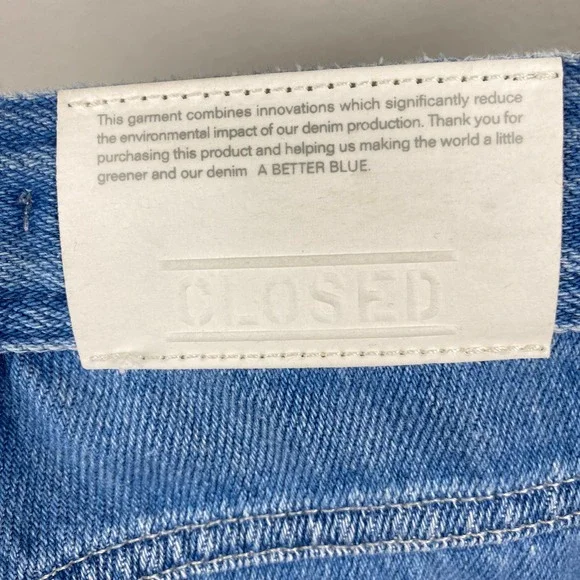 This garment combines innovations which significantly reduce
the environmental impact of our denim production. Thank you for
purchasing this product and helping us making the world a little
greener and our denim A BETTER BLUE.
CLOSED